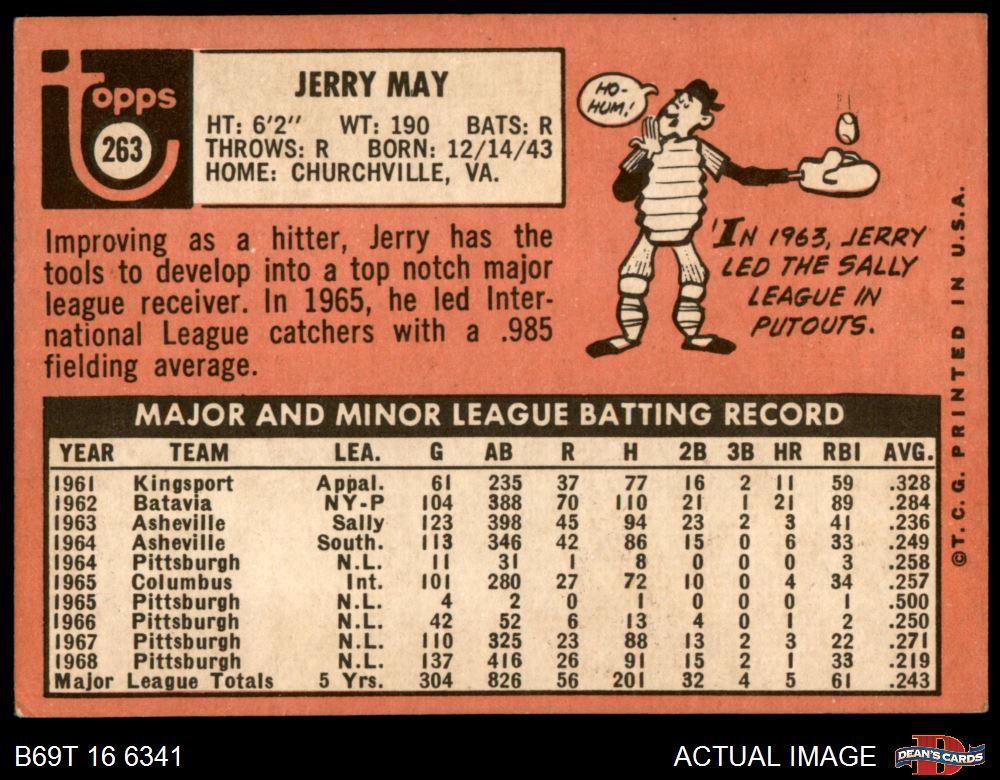 Topps
263
JERRY MAY
HT: 6'2" WT: 190 BATS: R
THROWS: R BORN: 12/14/43
HOME: CHURCHVILLE, VA.
HO-
HUM!
Improving as a hitter, Jerry has the
tools to develop into a top notch major
league receiver. In 1965, he led Inter-
national League catchers with a .985
fielding average.
IN 1963, JERRY
LED THE SALLY
LEAGUE IN
PUTOUTS.
©T.C.G. PRINTED IN U.S.A.
MAJOR AND MINOR LEAGUE BATTING RECORD
YEAR TEAM LEA. G AB R H 2B 3B HR RBI AVG.
1961 Kingsport Appal. 61 235 37 77 16 2 11 59 .328
1962 Batavia NY-P 104 388 70 110 21 1 21 89 .284
1963 Asheville Sally 123 398 45 94 23 2 3 41 .236
1964 Asheville South. 113 346 42 86 15 0 6 33 .249
1964 Pittsburgh N.L. 11 31 1 8 0 0 0 3 .258
1965 Columbus Int. 101 280 27 72 10 0 4 34 .257
1965 Pittsburgh N.L. 4 2 0 1 0 0 0 1 .500
1966 Pittsburgh N.L. 42 52 6 13 4 0 1 2 .250
1967 Pittsburgh N.L. 110 325 23 88 13 2 3 22 .271
1968 Pittsburgh N.L. 137 416 26 91 15 2 1 33 .219
Major League Totals 5 Yrs. 304 826 56 201 32 4 5 61 .243
B69T 16 6341
ACTUAL IMAGE
DEAN'S CARDS